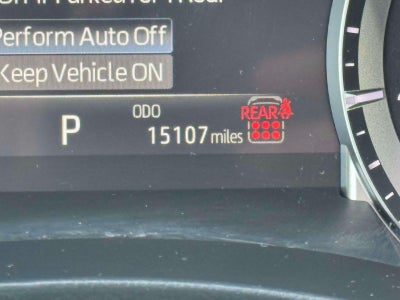 Perform Auto Off
Keep Vehicle ON
ODO
P
15107 miles
REAR